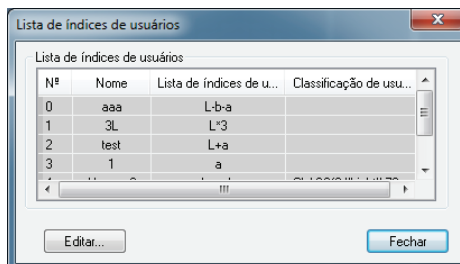 Lista de índices de usuários
Lista de índices de usuários
Nº Nome Lista de índices de u... Classificação de usu...
0 aaa L-b-a
1 3L L*3
2 test L+a
3 1 a
Editar... Fechar